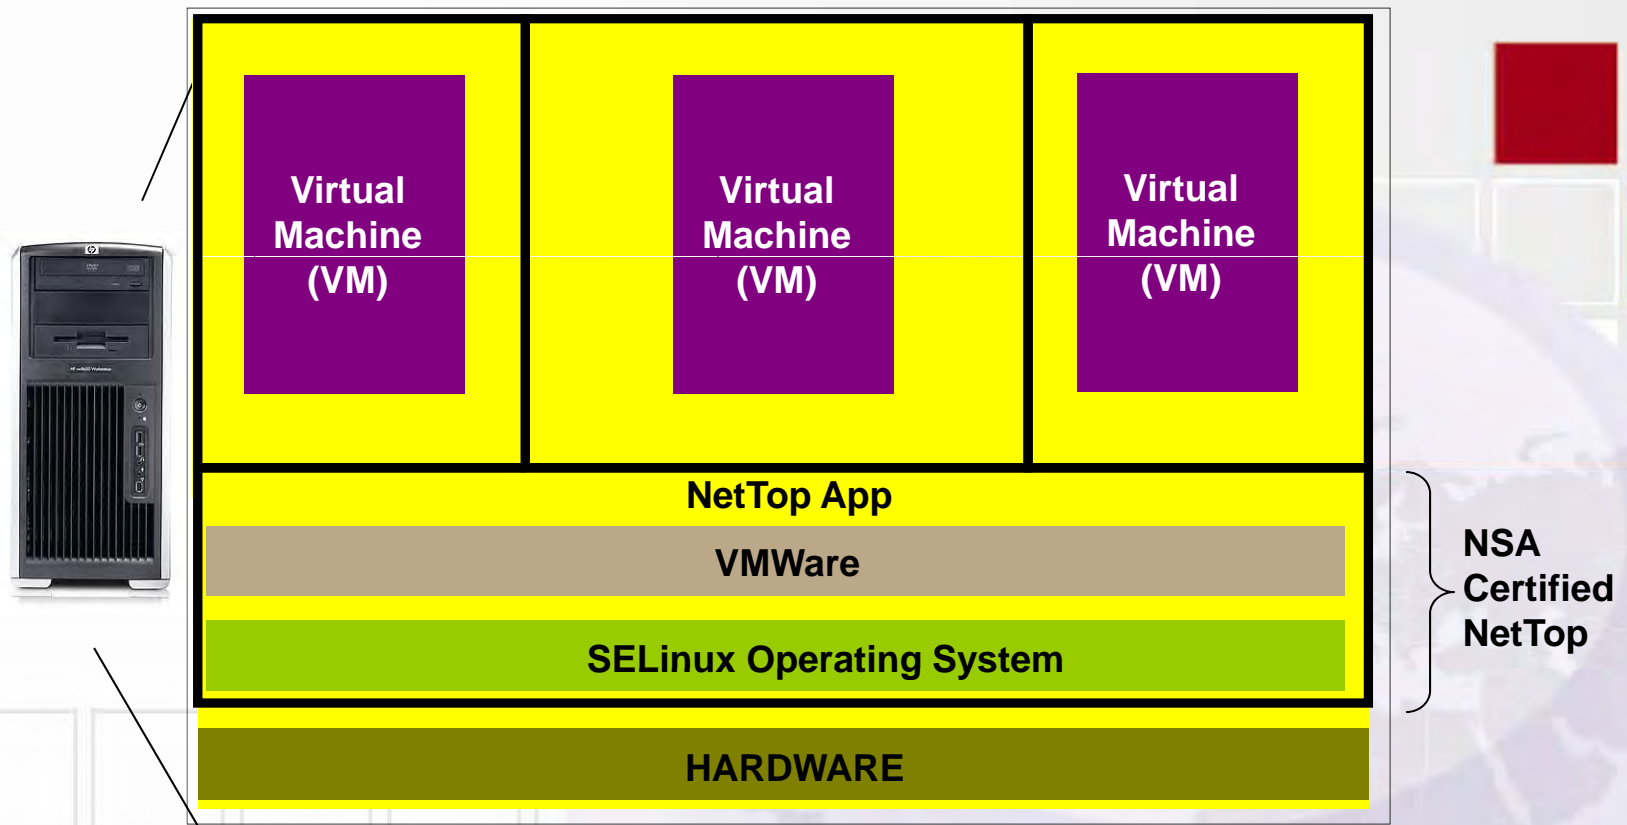 Virtual
Machine
(VM)
Virtual
Machine
(VM)
Virtual
Machine
(VM)
NetTop App
VMWare
SELinux Operating System
HARDWARE
NSA
Certified
NetTop
hp